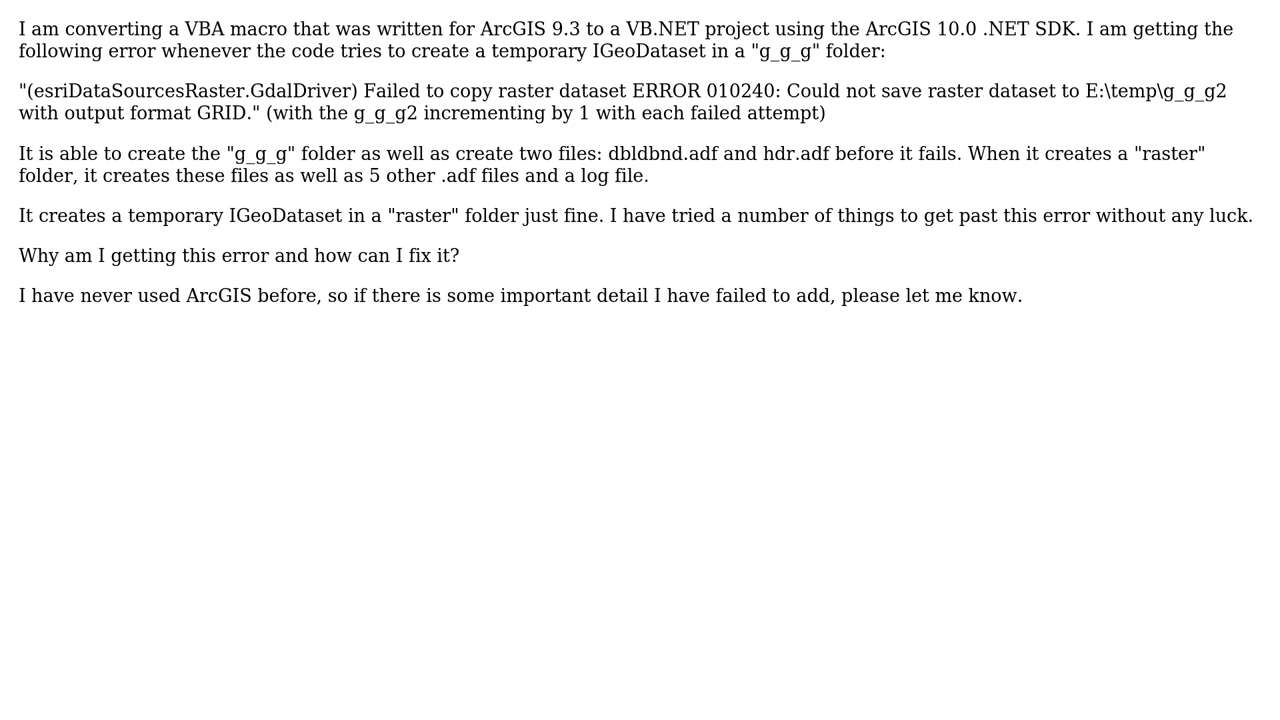 I am converting a VBA macro that was written for ArcGIS 9.3 to a VB.NET project using the ArcGIS 10.0 .NET SDK. I am getting the
following error whenever the code tries to create a temporary IGeoDataset in a "g_g_g" folder:
"(esriDataSourcesRaster.GdalDriver) Failed to copy raster dataset ERROR 010240: Could not save raster dataset to E:\temp\g_g_g2
with output format GRID." (with the g_g_g2 incrementing by 1 with each failed attempt)
It is able to create the "g_g_g" folder as well as create two files: dbldbnd.adf and hdr.adf before it fails. When it creates a "raster"
folder, it creates these files as well as 5 other .adf files and a log file.
It creates a temporary IGeoDataset in a "raster" folder just fine. I have tried a number of things to get past this error without any luck.
Why am I getting this error and how can I fix it?
I have never used ArcGIS before, so if there is some important detail I have failed to add, please let me know.